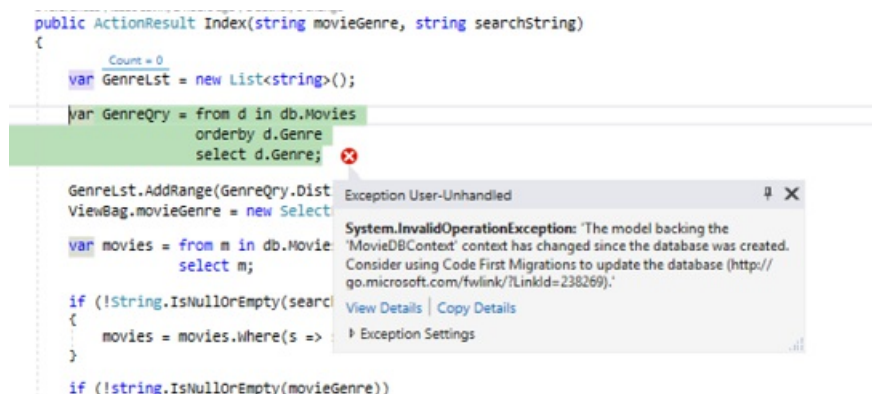 public ActionResult Index(string movieGenre, string searchString)
{
Count = 0
var GenreLst = new List<string>();
var GenreQry = from d in db.Movies
orderby d.Genre
select d.Genre;
GenreLst.AddRange(GenreQry.Dist
Exception User-Unhandled
ViewBag.movieGenre = new Select
System.InvalidOperationException: 'The model backing the
'MovieDBContext' context has changed since the database was created.
Consider using Code First Migrations to update the database (http://
go.microsoft.com/fwlink/?LinkId=238269).'
View Details | Copy Details
Exception Settings
var movies = from m in db.Movie
select m;
if (!String.IsNullOrEmpty(searc
{
movies = movies.Where(s =>
}
if (!string.IsNullOrEmpty(movieGenre))